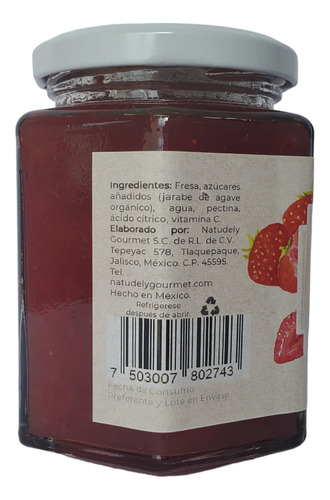 Ingredientes: Fresa, azúcares
añadidos (jarabe de agave
orgánico), agua, pectina,
ácido cítrico, vitamina C.
Elaborado por: Natudely
Gourmet S.C. de R.L. de C.V.
Tepeyac 578, Tlaquepaque,
Jalisco, México. C.P. 45595.
Tel.
natudelygourmet.com
Hecho en México.
Refrigerese
después de abrir.
7 503007 802743
Fecha de Consumo
Preferente y Lote en Envase